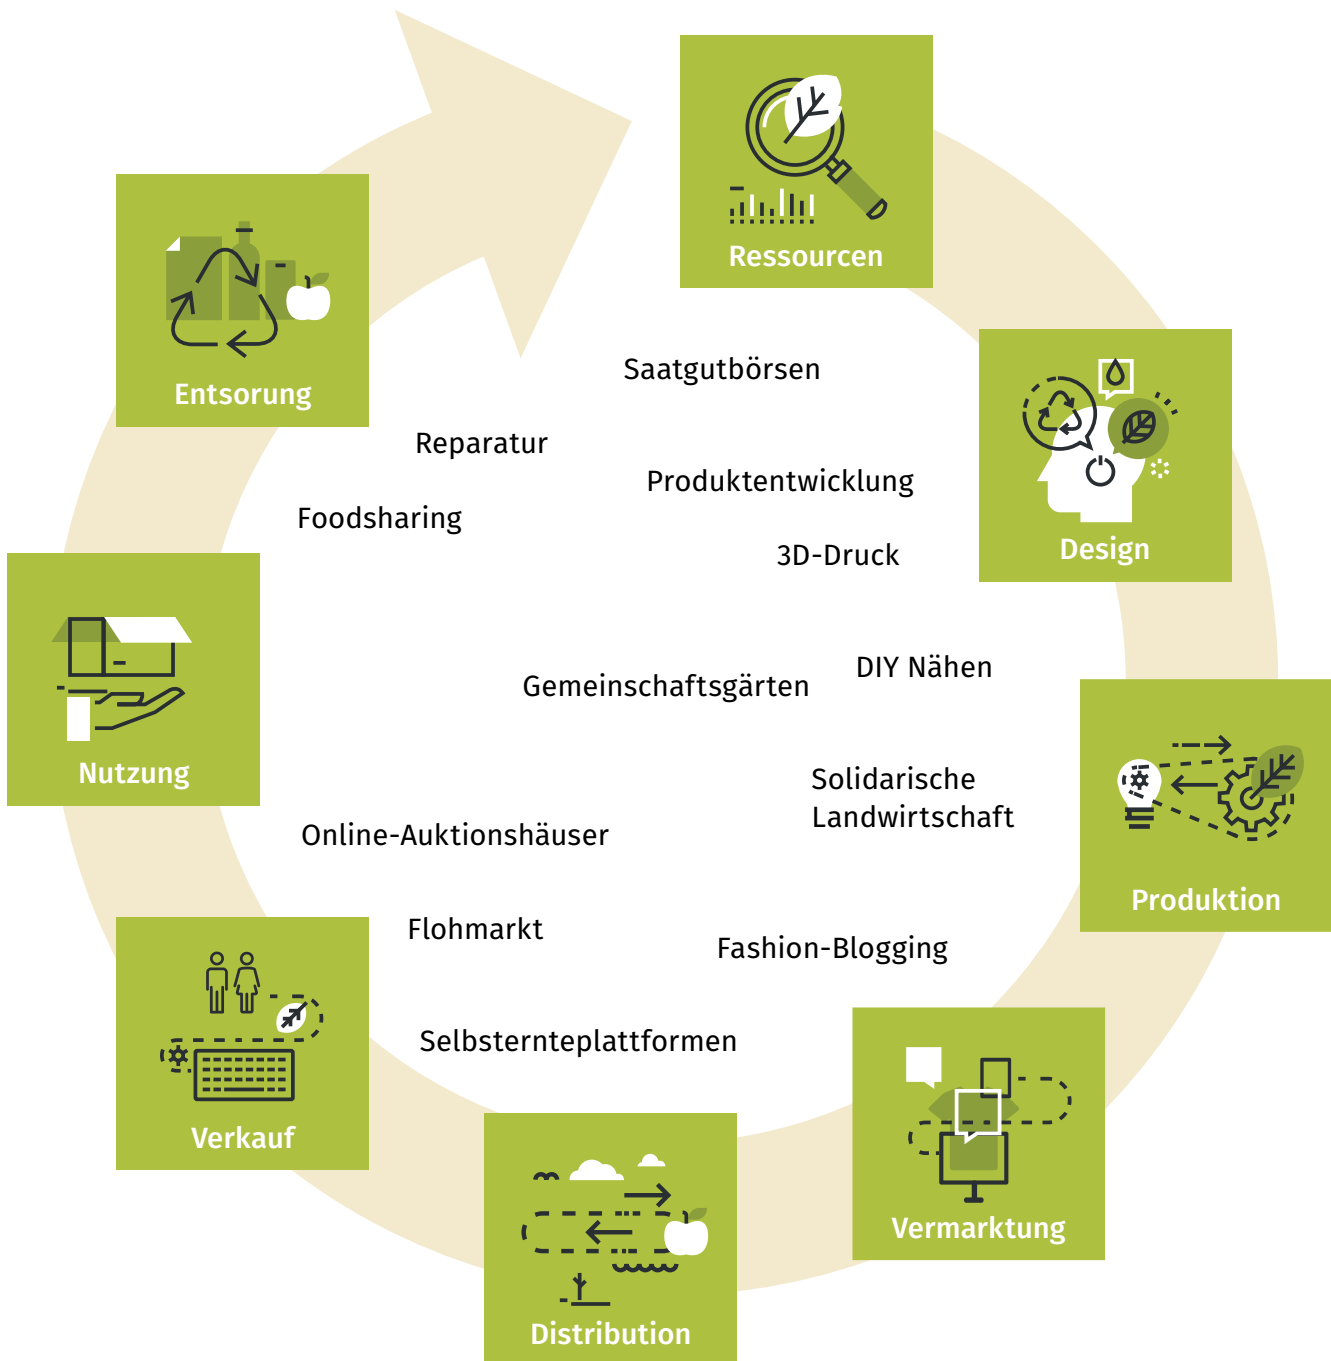 Ressourcen
Entsorung
Saatgutbörsen
Reparatur
Produktentwicklung
Foodsharing
3D-Druck
Design
DIY Nähen
Gemeinschaftsgärten
Nutzung
Solidarische
Landwirtschaft
Online-Auktionshäuser
Produktion
Flohmarkt
Fashion-Blogging
Selbsternteplattformen
Verkauf
Vermarktung
Distribution